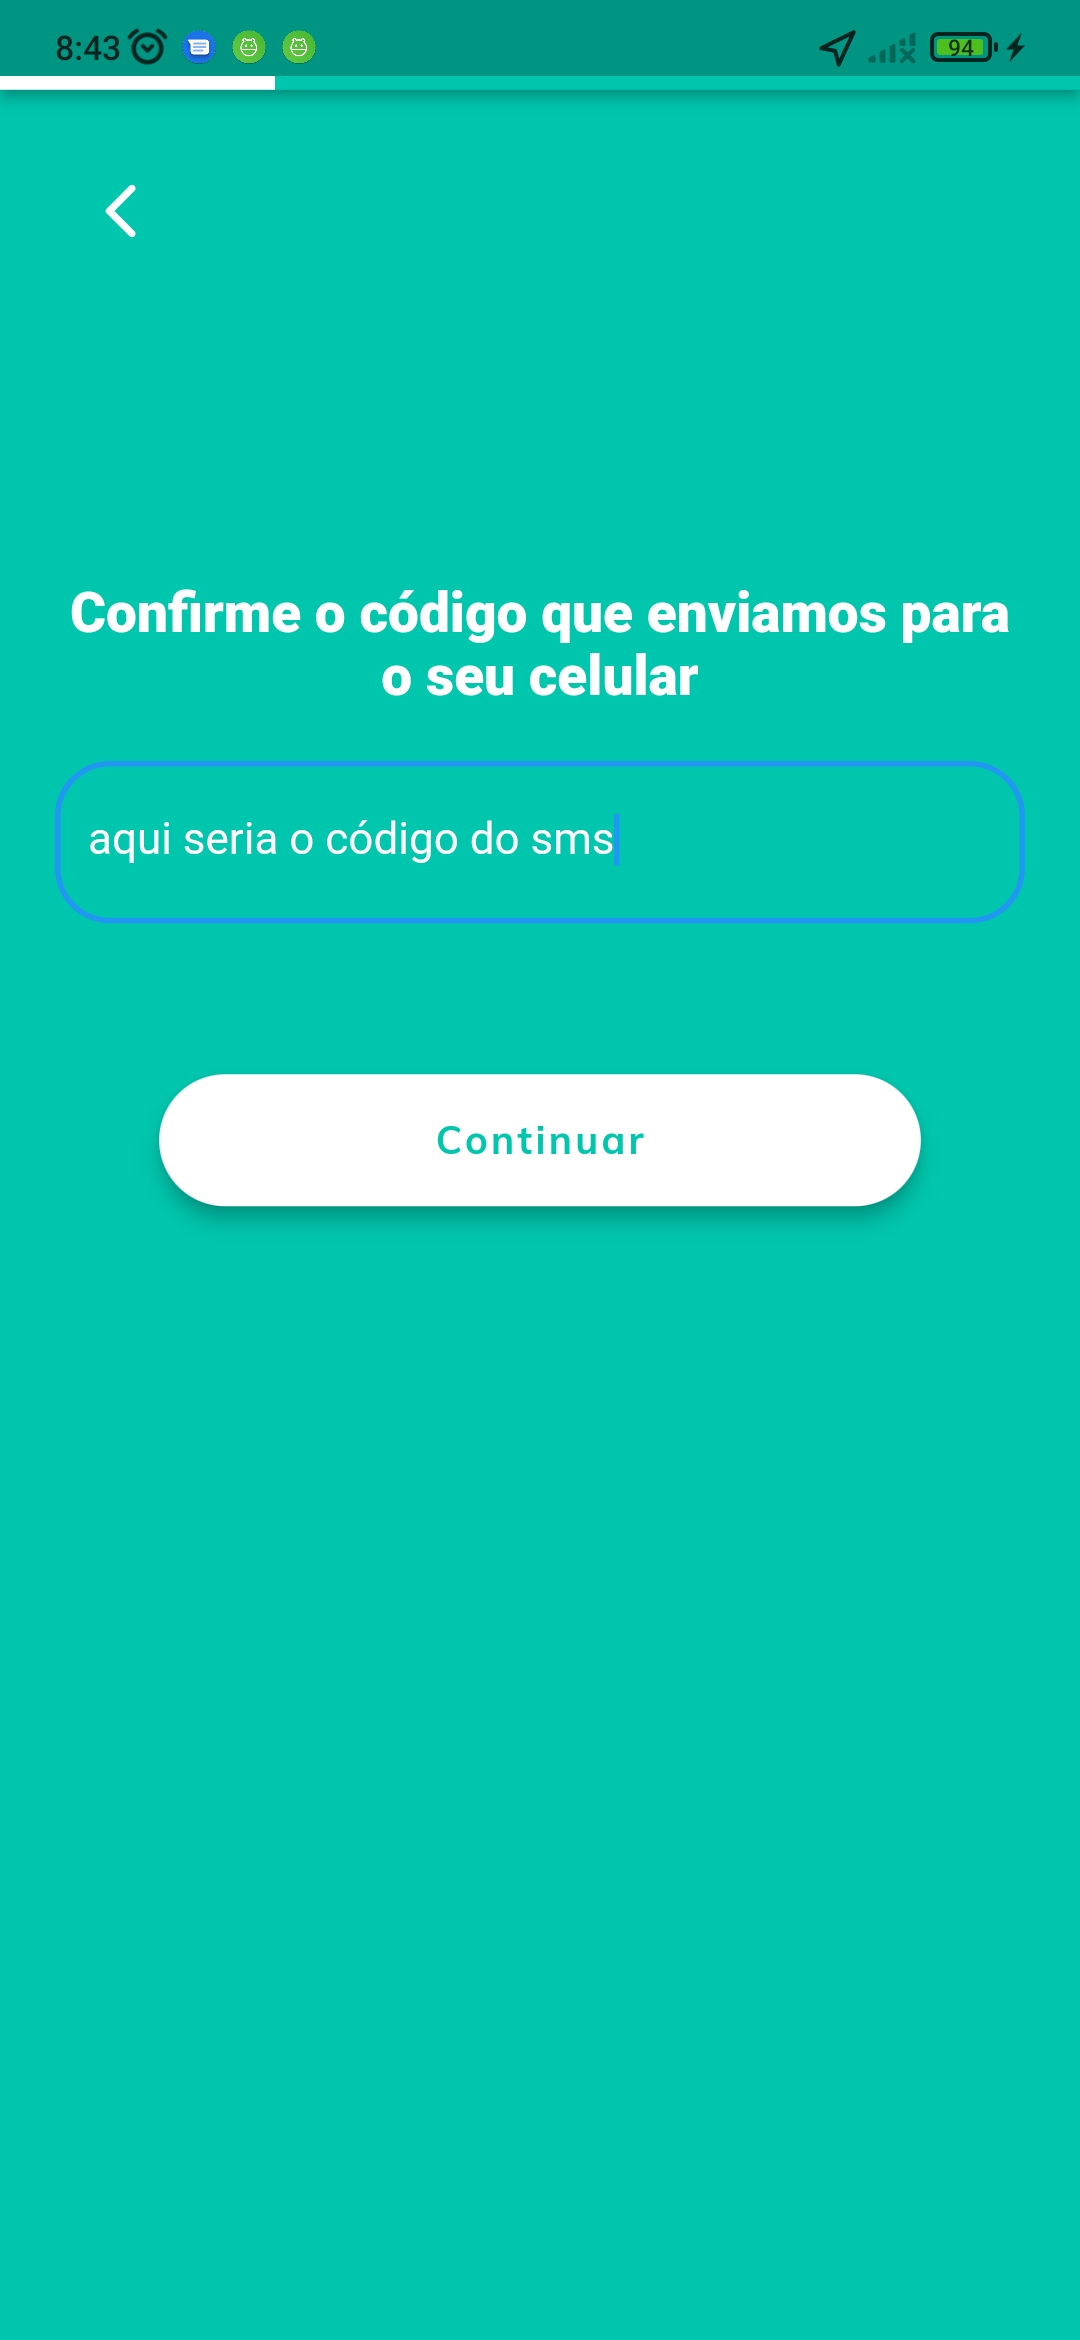 8:43
94
Confirme o código que enviamos para
o seu celular
aqui seria o código do sms
Continuar